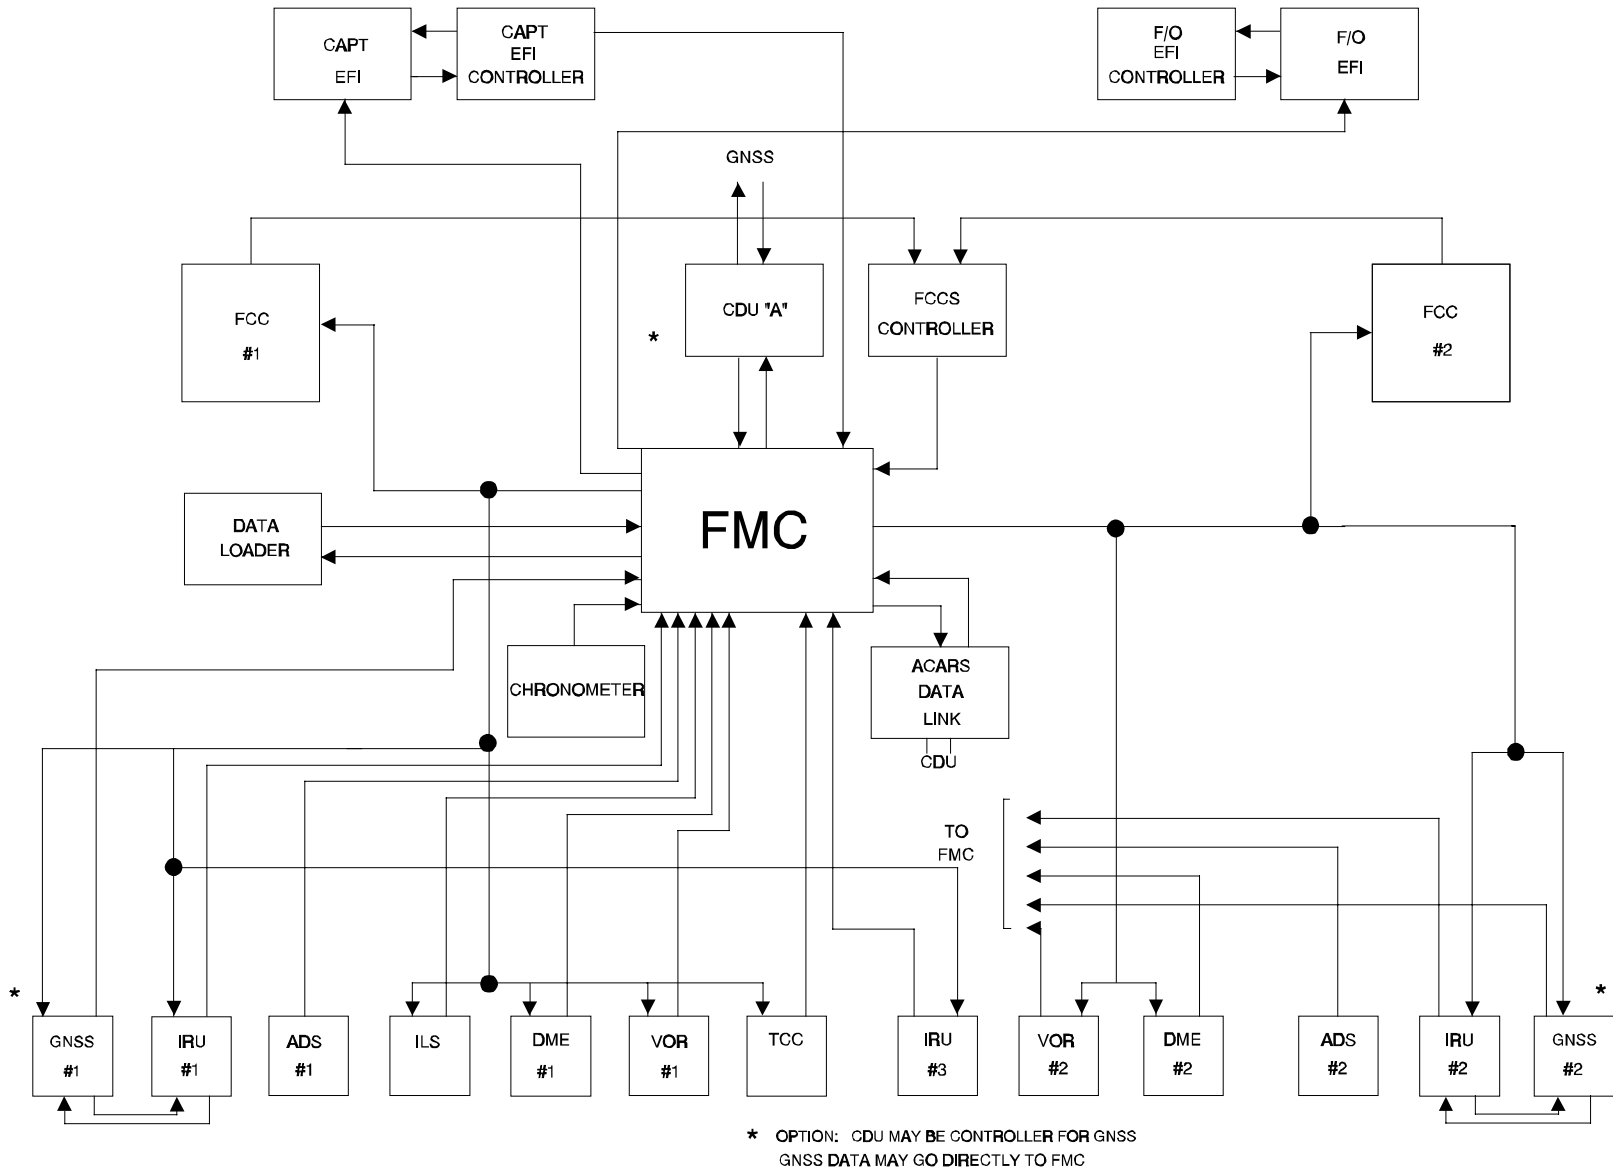 CAPT
EFI
CAPT
EFI
CONTROLLER
F/O
EFI
CONTROLLER
F/O
EFI
GNSS
FCC
#1
CDU "A"
*
FCCS
CONTROLLER
FCC
#2
DATA
LOADER
FMC
CHRONOMETER
ACARS
DATA
LINK
CDU
TO
FMC
*
GNSS
#1
IRU
#1
ADS
#1
ILS
DME
#1
VOR
#1
TCC
IRU
#3
VOR
#2
DME
#2
ADS
#2
IRU
#2
*
GNSS
#2
* OPTION: CDU MAY BE CONTROLLER FOR GNSS
GNSS DATA MAY GO DIRECTLY TO FMC